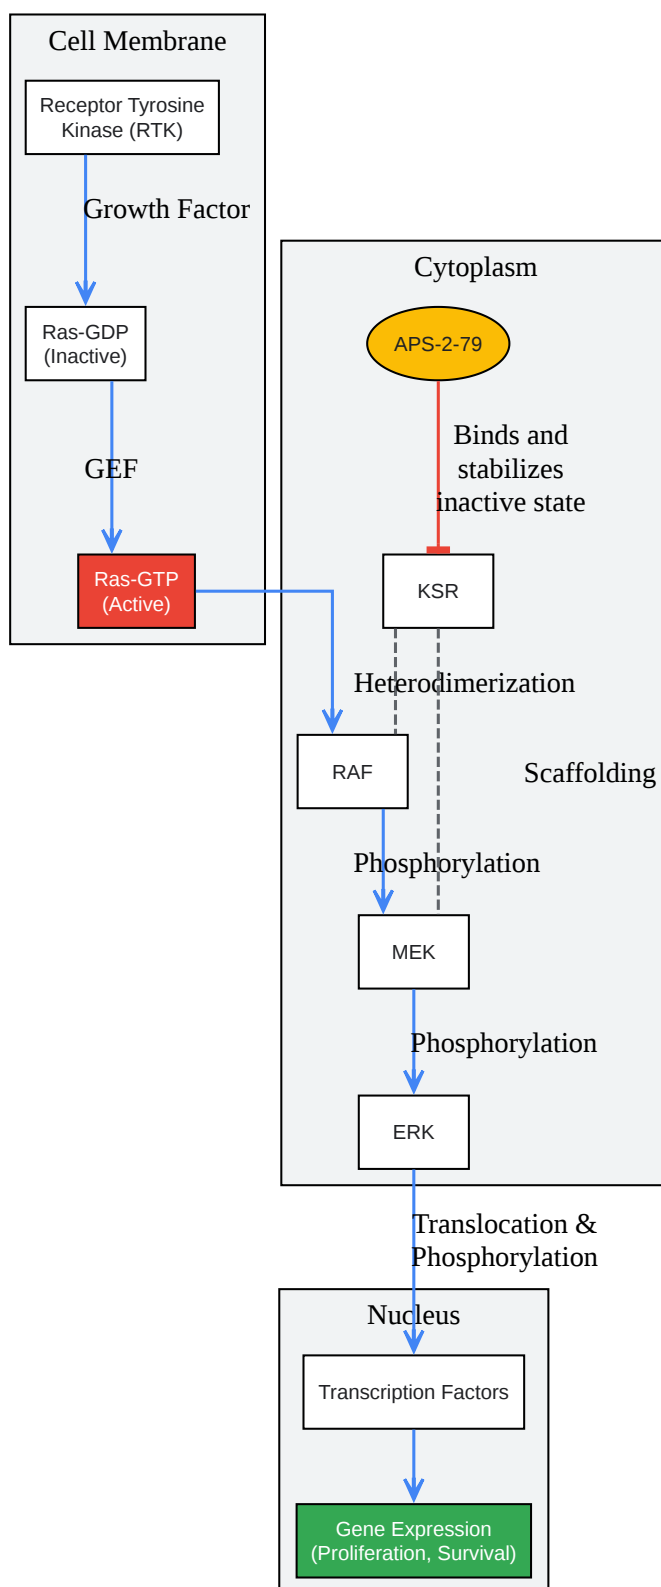 Cell Membrane
Receptor Tyrosine
Kinase (RTK)
Growth Factor
Ras-GDP
(Inactive)
GEF
Ras-GTP
(Active)
Cytoplasm
APS-2-79
Binds and
stabilizes
inactive state
KSR
Heterodimerization
RAF
Scaffolding
Phosphorylation
MEK
Phosphorylation
ERK
Translocation &
Phosphorylation
Nucleus
Transcription Factors
Gene Expression
(Proliferation, Survival)